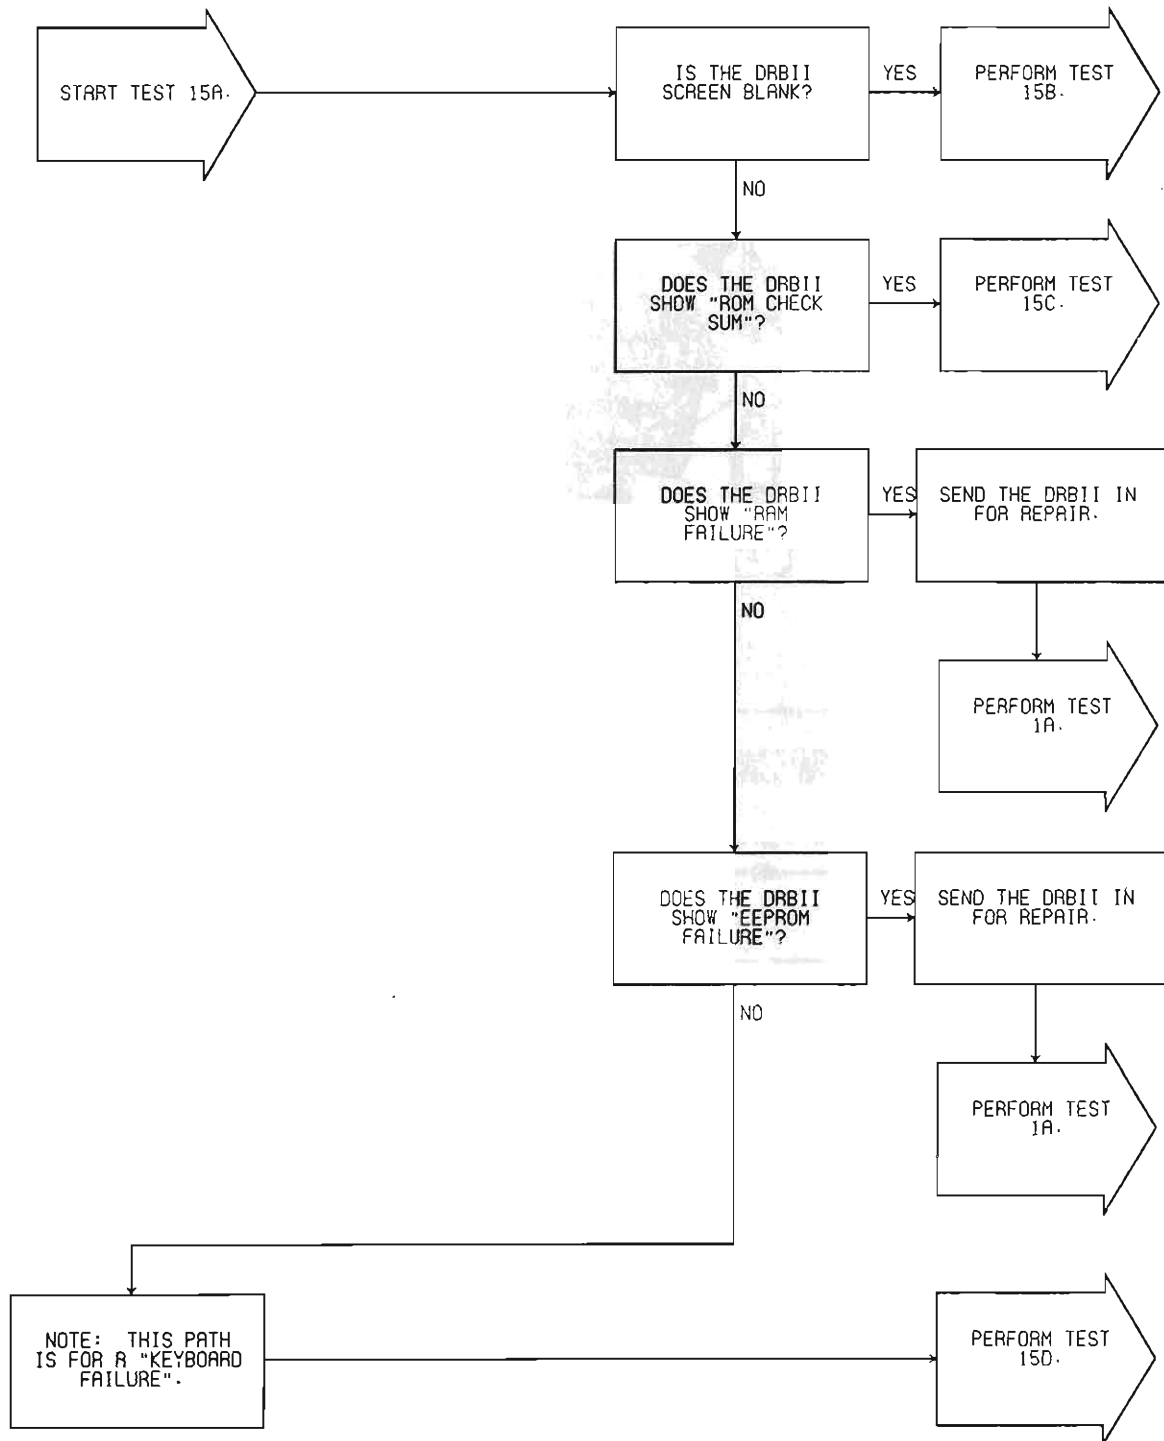 START TEST 15A.
IS THE DRBII
SCREEN BLANK?
YES
PERFORM TEST
15B.
NO
DOES THE DRBII
SHOW "ROM CHECK
SUM"?
YES
PERFORM TEST
15C.
NO
DOES THE DRBII
SHOW "RAM
FAILURE"?
YES
SEND THE DRBII IN
FOR REPAIR.
NO
PERFORM TEST
1A.
DOES THE DRBII
SHOW "EEPROM
FAILURE"?
YES
SEND THE DRBII IN
FOR REPAIR.
NO
PERFORM TEST
1A.
NOTE: THIS PATH
IS FOR A "KEYBOARD
FAILURE".
PERFORM TEST
15D.